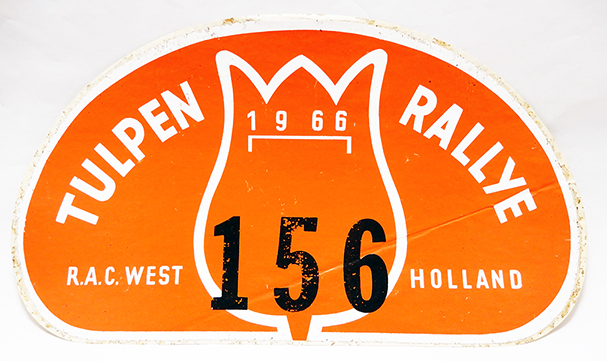 TULPEN RALLYE
1966
156
R.A.C. WEST HOLLAND